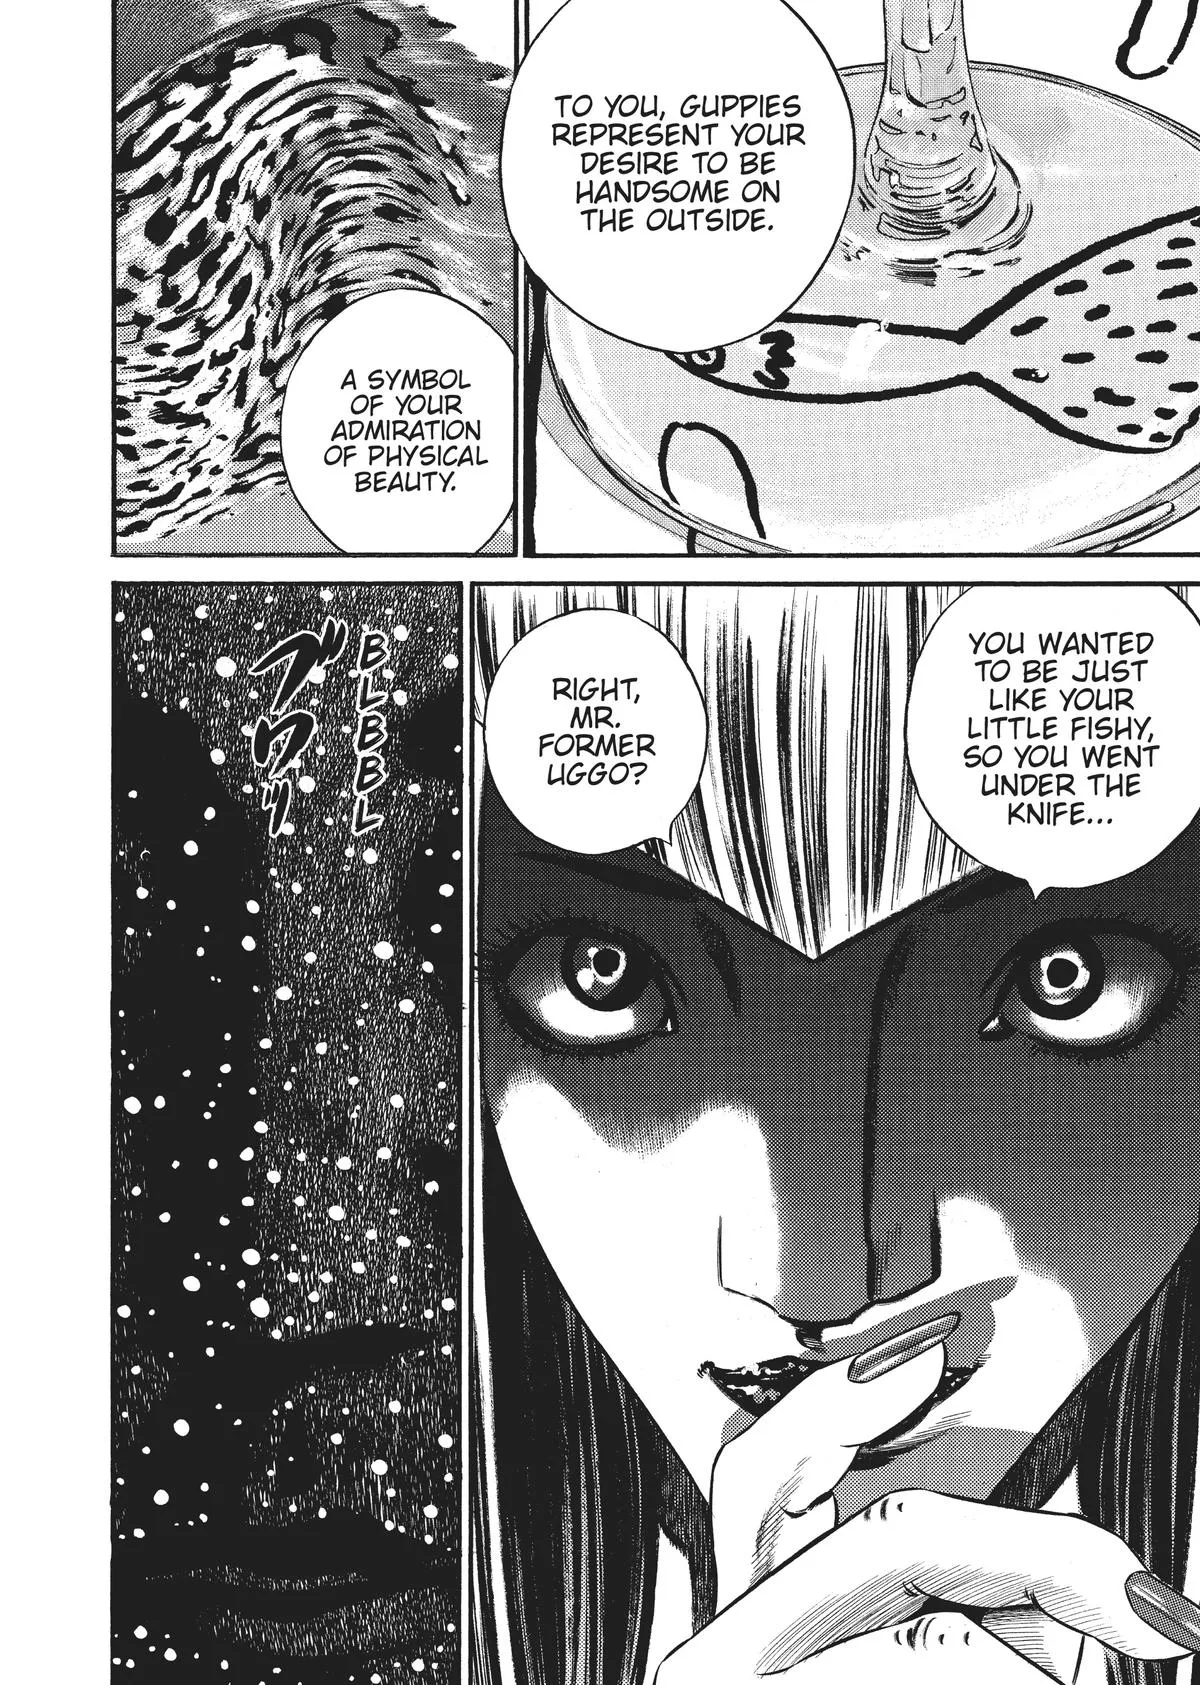 TO YOU, GUPPIES
REPRESENT YOUR
DESIRE TO BE
HANDSOME ON
THE OUTSIDE.
A SYMBOL
OF YOUR
ADMIRATION
OF PHYSICAL
BEAUTY.
YOU WANTED
TO BE JUST
LIKE YOUR
LITTLE FISHY,
SO YOU WENT
UNDER THE
KNIFE...
RIGHT,
MR.
FORMER
UGGO?
BLBBL
ブワッ